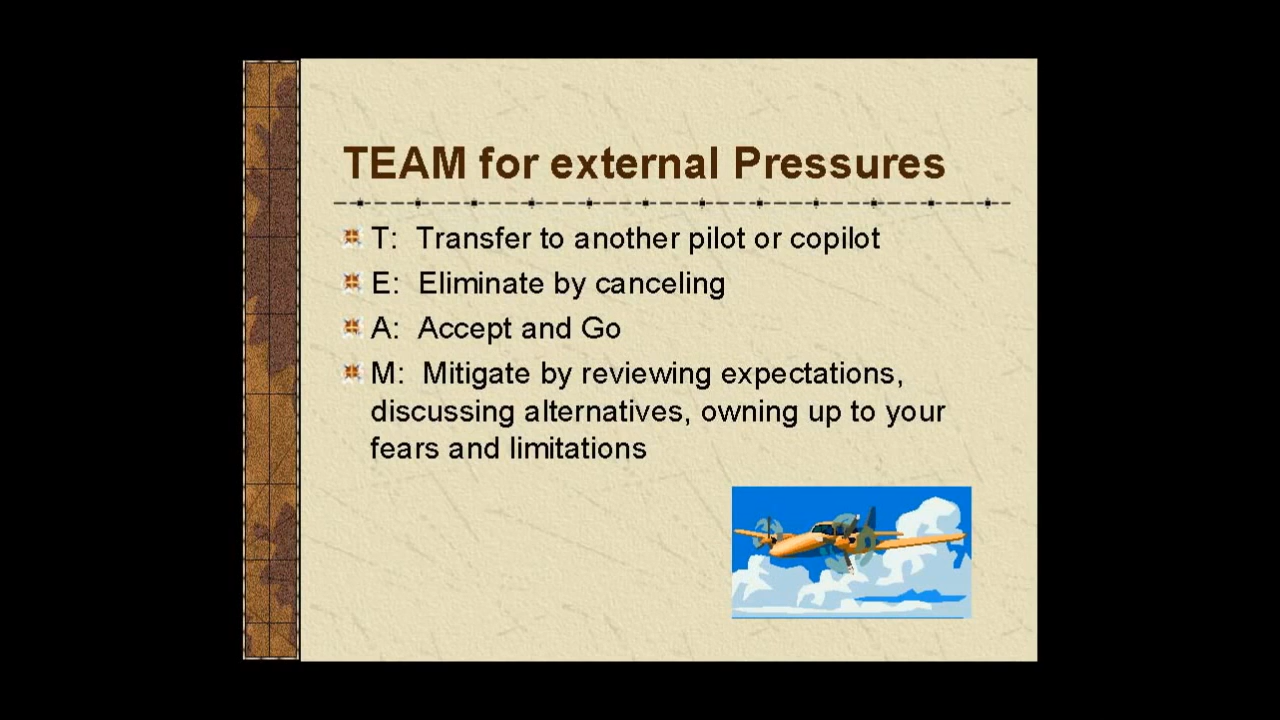 TEAM for external Pressures
T: Transfer to another pilot or copilot
E: Eliminate by canceling
A: Accept and Go
M: Mitigate by reviewing expectations,
discussing alternatives, owning up to your
fears and limitations